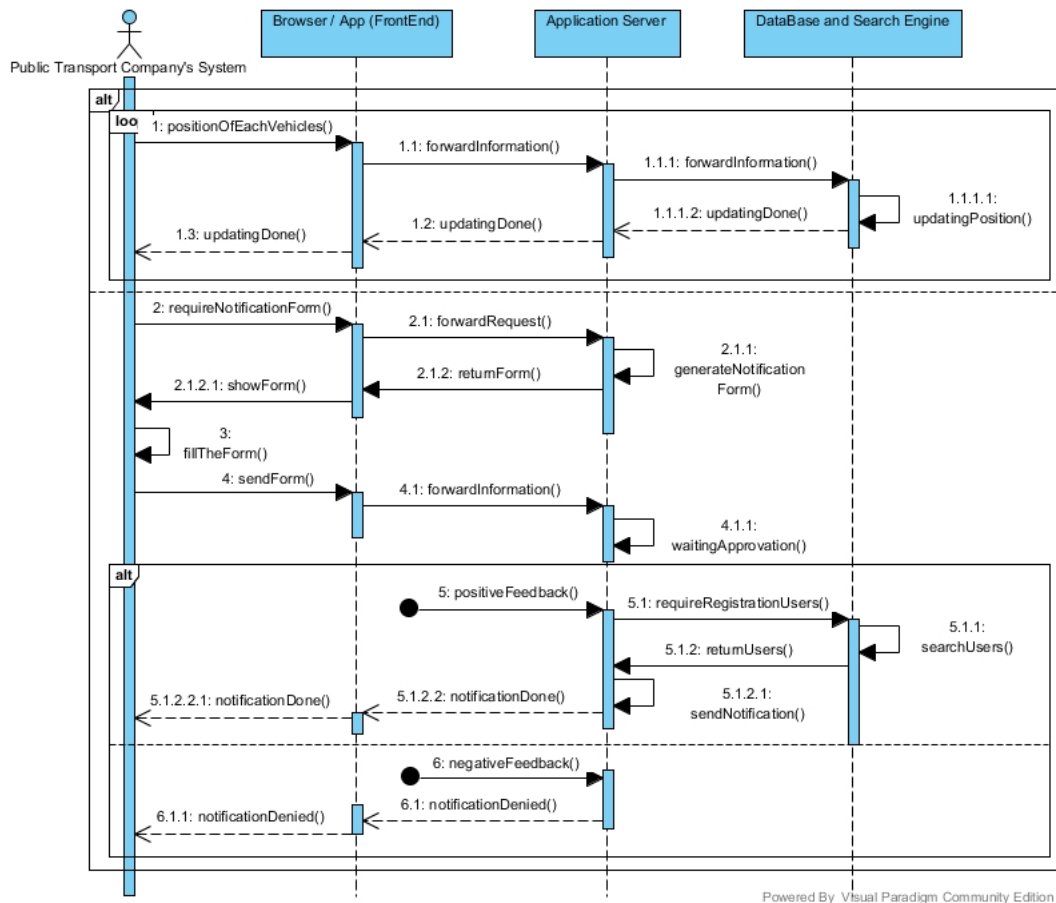 Browser / App (FrontEnd)
Application Server
DataBase and Search Engine
Public Transport Company's System
alt
loop
1: positionOfEachVehicles()
1.1: forwardInformation()
1.1.1: forwardInformation()
1.1.1.1:
updatingPosition()
1.1.1.2: updatingDone()
1.2: updatingDone()
1.3: updatingDone()
2: requireNotificationForm()
2.1: forwardRequest()
2.1.1:
generateNotification
Form()
2.1.2: returnForm()
2.1.2.1: showForm()
3:
fillTheForm()
4: sendForm()
4.1: forwardInformation()
4.1.1:
waitingApprovation()
alt
5: positiveFeedback()
5.1: requireRegistrationUsers()
5.1.1:
searchUsers()
5.1.2: returnUsers()
5.1.2.1:
sendNotification()
5.1.2.2: notificationDone()
5.1.2.2.1: notificationDone()
6: negativeFeedback()
6.1: notificationDenied()
6.1.1: notificationDenied()
Powered By Visual Paradigm Community Edition